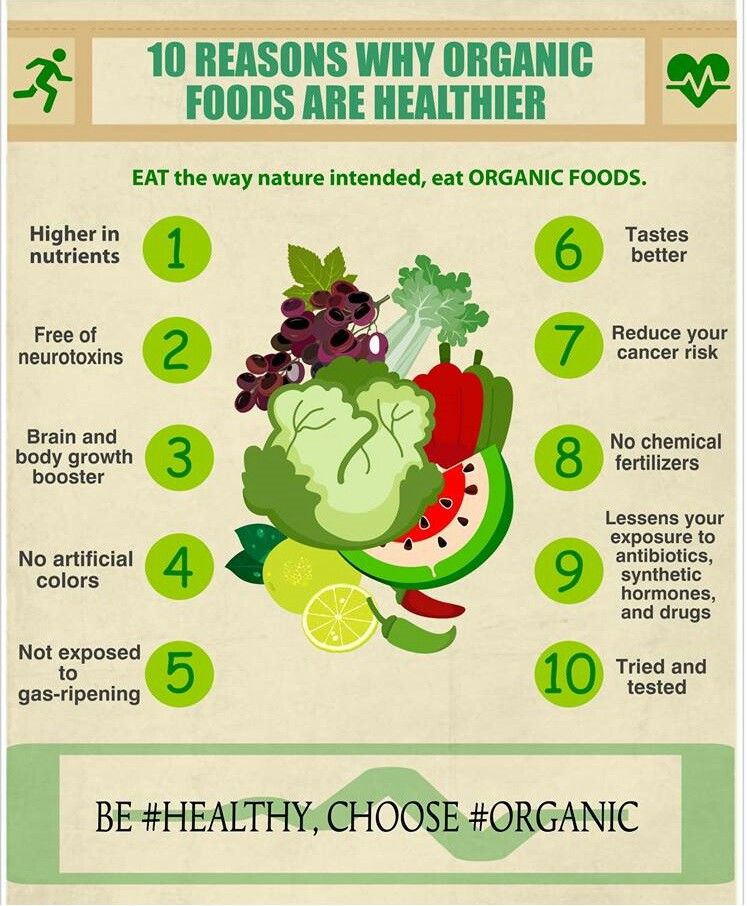 10 REASONS WHY ORGANIC
FOODS ARE HEALTHIER
EAT the way nature intended, eat ORGANIC FOODS.
Higher in
nutrients
1
Free of
neurotoxins
2
Brain and
body growth
booster
3
No artificial
colors
4
Not exposed
to
gas-ripening
5
6
Tastes
better
7
Reduce your
cancer risk
8
No chemical
fertilizers
9
Lessens your
exposure to
antibiotics,
synthetic
hormones,
and drugs
10
Tried and
tested
BE #HEALTHY, CHOOSE #ORGANIC